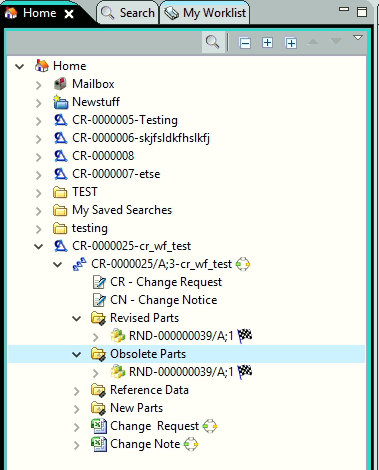 Home Search My Worklist
Home
Mailbox
Newstuff
CR-0000005-Testing
CR-0000006-skjfsldkfhslkfj
CR-0000008
CR-0000007-etse
TEST
My Saved Searches
testing
CR-0000025-cr_wf_test
CR-0000025/A;3-cr_wf_test
CR - Change Request
CN - Change Notice
Revised Parts
RND-000000039/A;1
Obsolete Parts
RND-000000039/A;1
Reference Data
New Parts
Change Request
Change Note